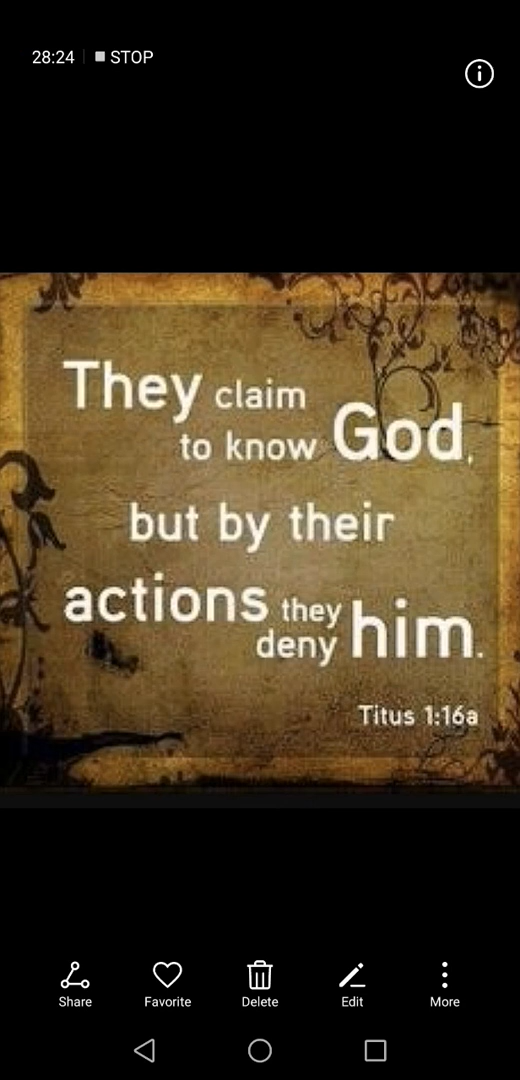 28:24 STOP
They claim
to know God,
but by their
actions they
deny him.
Titus 1:16a
Share Favorite Delete Edit More